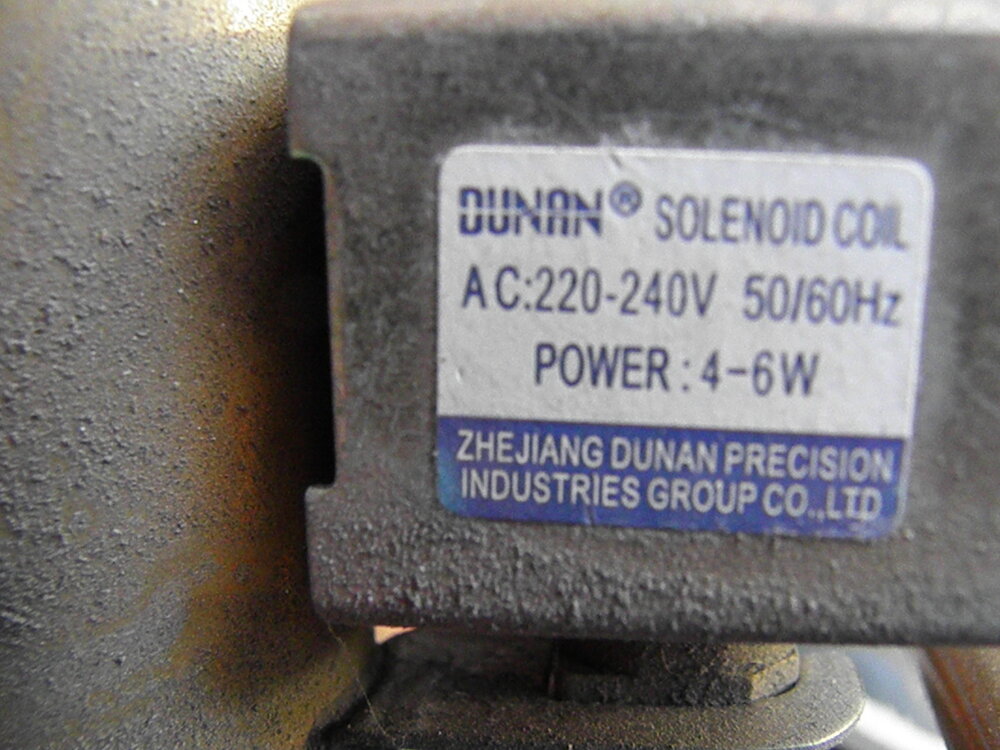 DUNAN® SOLENOID COIL
AC:220-240V 50/60Hz
POWER : 4-6W
ZHEJIANG DUNAN PRECISION
INDUSTRIES GROUP CO.,LTD